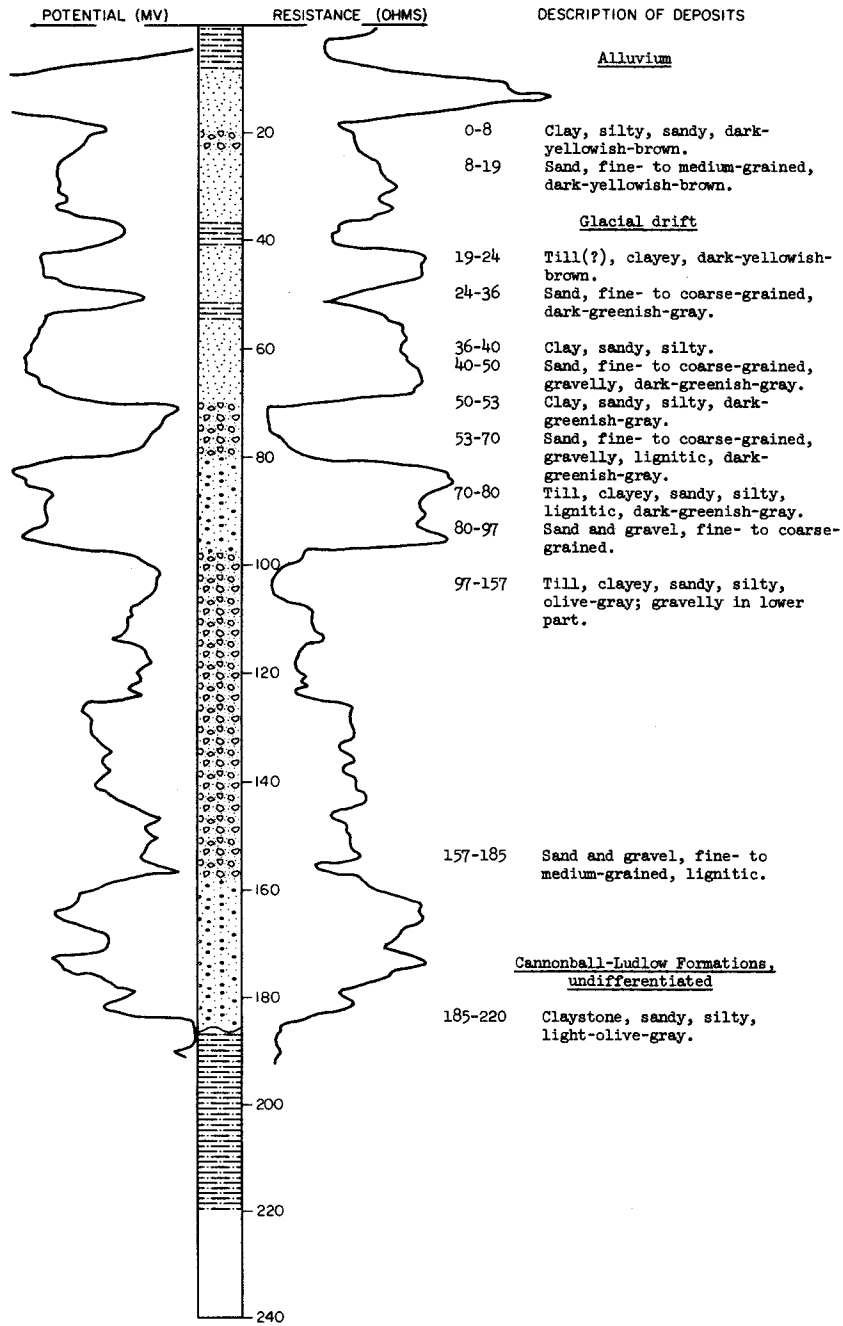 POTENTIAL (MV) RESISTANCE (OHMS) DESCRIPTION OF DEPOSITS
Alluvium
0-8 Clay, silty, sandy, dark-
yellowish-brown.
8-19 Sand, fine- to medium-grained,
dark-yellowish-brown.
Glacial drift
19-24 Till(?), clayey, dark-yellowish-
brown.
24-36 Sand, fine- to coarse-grained,
dark-greenish-gray.
36-40 Clay, sandy, silty.
40-50 Sand, fine- to coarse-grained,
gravelly, dark-greenish-gray.
50-53 Clay, sandy, silty, dark-
greenish-gray.
53-70 Sand, fine- to coarse-grained,
gravelly, lignitic, dark-
greenish-gray.
70-80 Till, clayey, sandy, silty,
lignitic, dark-greenish-gray.
80-97 Sand and gravel, fine- to coarse-
grained.
97-157 Till, clayey, sandy, silty,
olive-gray; gravelly in lower
part.
157-185 Sand and gravel, fine- to
medium-grained, lignitic.
Cannonball-Ludlow Formations,
undifferentiated
185-220 Claystone, sandy, silty,
light-olive-gray.
20
40
60
80
100
120
140
160
180
200
220
240